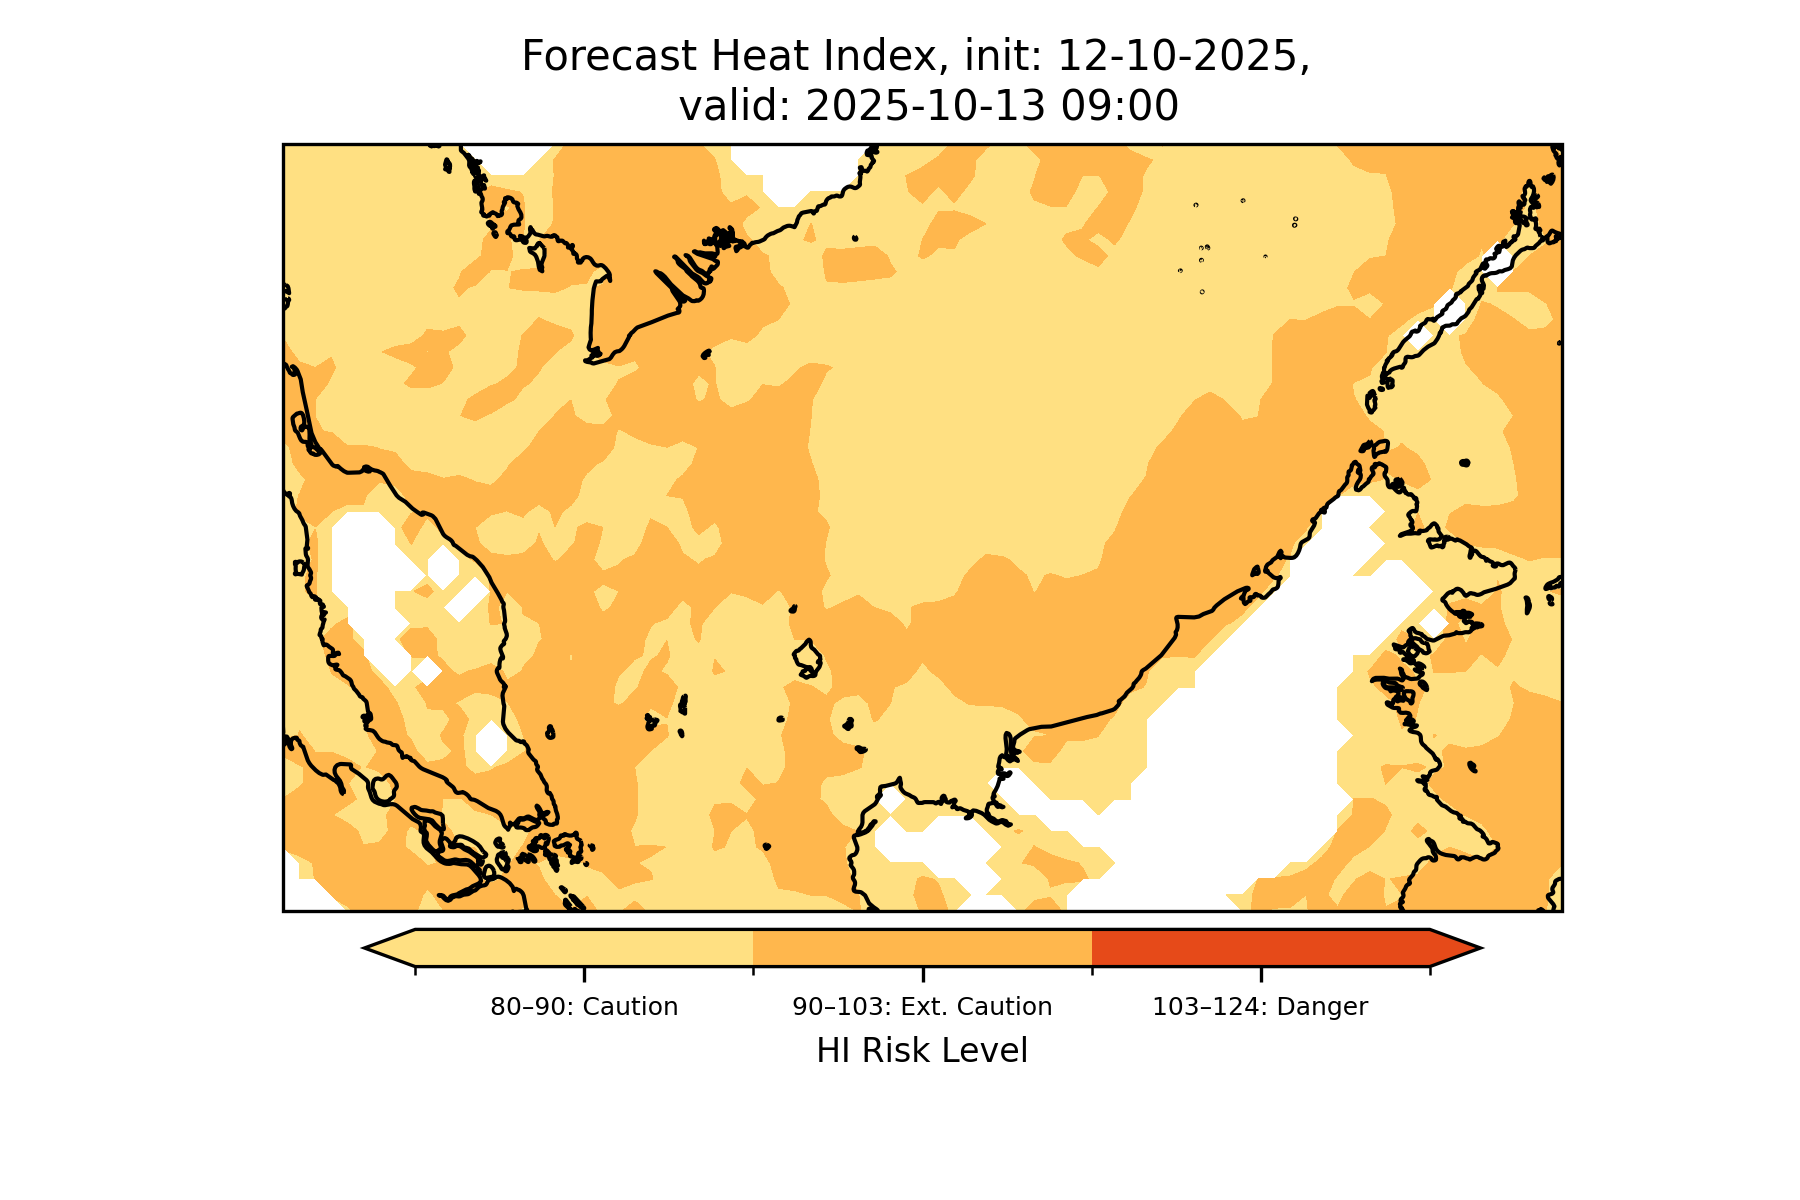 Forecast Heat Index, init: 12-10-2025,
valid: 2025-10-13 09:00
80–90: Caution
90–103: Ext. Caution
103–124: Danger
HI Risk Level